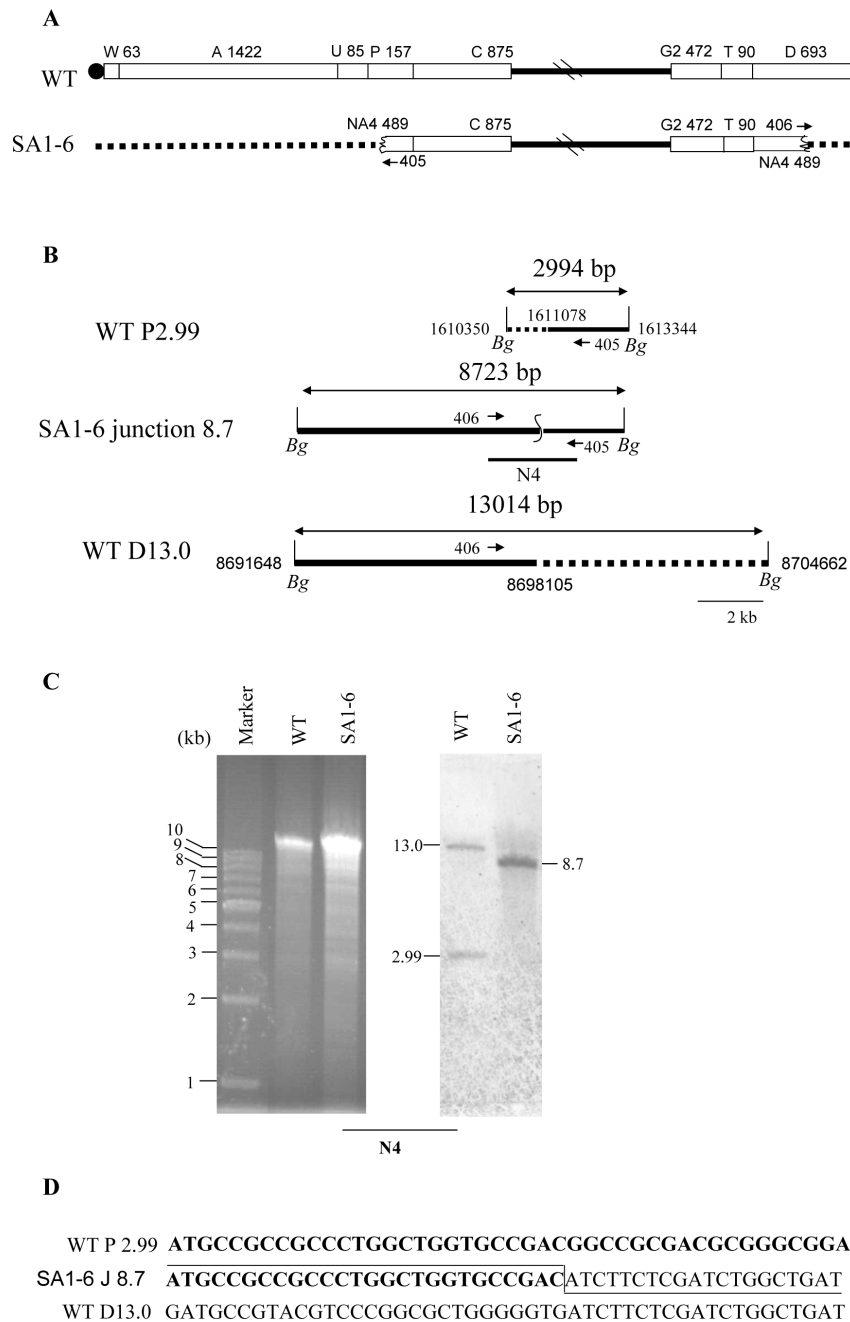 A
W 63 A 1422 U 85 P 157 C 875 G2 472 T 90 D 693
WT
NA4 489 C 875 G2 472 T 90 406
SA1-6
405 NA4 489
B
2994 bp
WT P2.99
1610350 1611078 1613344
Bg 405 Bg
8723 bp
SA1-6 junction 8.7
406
Bg 405 Bg
N4
13014 bp
WT D13.0
406
8691648 8704662
Bg 8698105 Bg
2 kb
C
(kb) Marker WT SA1-6 WT SA1-6
10
9
8
7
6
5
4
3
2
1
13.0
8.7
2.99
N4
D
WT P 2.99 ATGCCGCCGCCCTGGCTGGTGCCGACGGCCGCGACGCGGGCGGA
SA1-6 J 8.7 ATGCCGCCGCCCTGGCTGGTGCCGACATCTTCTCGATCTGGCTGAT
WT D13.0 GATGCCGTACGTCCCGGCGCTGGGGGTGATCTTCTCGATCTGGCTGAT